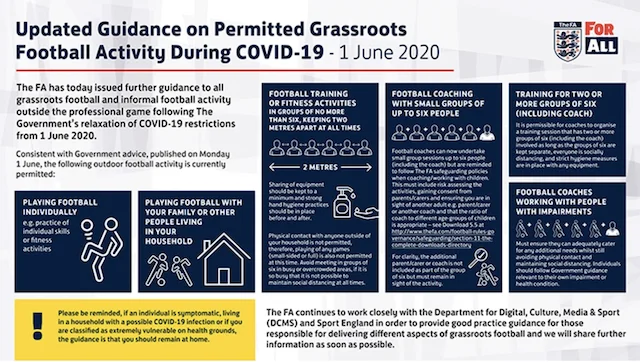 Updated Guidance on Permitted Grassroots
Football Activity During COVID-19 - 1 June 2020
The FA
FOR
ALL
The FA has today issued further guidance to all
grassroots football and informal football activity
outside the professional game following The
Government's relaxation of COVID-19 restrictions
from 1 June 2020.
Consistent with Government advice, published on Monday
1 June, the following outdoor football activity is currently
permitted:
PLAYING FOOTBALL
INDIVIDUALLY
e.g. practice of
individual skills
or fitness
activities
PLAYING FOOTBALL WITH
YOUR FAMILY OR OTHER
PEOPLE LIVING
IN YOUR
HOUSEHOLD
FOOTBALL TRAINING
OR FITNESS ACTIVITIES
IN GROUPS OF NO MORE
THAN SIX, KEEPING TWO
METRES APART AT ALL TIMES
2 METRES
Sharing of equipment
should be kept to a
minimum and strong
hand hygiene practices
should be in place
before and after.
Physical contact with anyone outside of
your household is not permitted,
therefore, playing of any games
(small-sided or full) is also not permitted
at this time. Avoid meeting in groups of
six in busy or overcrowded areas, if it is
so busy that it is not possible to
maintain social distancing at all times.
FOOTBALL COACHING
WITH SMALL GROUPS OF
UP TO SIX PEOPLE
Football coaches can now undertake
small group sessions up to six people
(including the coach) but are reminded to
follow The FA safeguarding policies
when coaching/working with children.
This must include risk assessing the
activities, gaining consent from
parents/carers and ensuring you are in
sight of another adult e.g. parent/carer
or another coach and that the ratio of
coach to different age-groups of children
is appropriate – see Download 5.5 at
http://www.thefa.com/football-rules-go
vernance/safeguarding/section-11-the-
complete-downloads-directory
For clarity, the additional
parent/carer or coach is not
included as part of the
group of six but must remain in
sight of the activity.
TRAINING FOR TWO OR
MORE GROUPS OF SIX
(INCLUDING COACH)
It is permissible for coaches to organise
a training session that has two or more
groups of six (including the coach)
involved as long as the groups of six
are kept separate, everyone is socially
distancing, and strict hygiene measures
are in place with any equipment.
FOOTBALL COACHES
WORKING WITH PEOPLE
WITH IMPAIRMENTS
Must ensure they can adequately cater
for any additional needs whilst still
avoiding physical contact and
maintaining social distancing. Individuals
should follow Government guidance
relevant to their own impairment or
health condition.
!
Please be reminded, if an individual is symptomatic, living
in a household with a possible COVID-19 infection or if you
are classified as extremely vulnerable on health grounds,
the guidance is that you should remain at home.
The FA continues to work closely with the Department for Digital, Culture, Media & Sport
(DCMS) and Sport England in order to provide good practice guidance for those
responsible for delivering different aspects of grassroots football and we will share further
information as soon as possible.